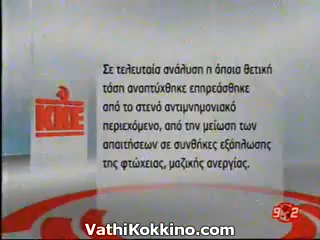 Σε τελευταία ανάλυση η όποια θετική
τάση αναπτύχθηκε επηρεάσθηκε
από το στενό αντιμνημονιακό
περιεχόμενο, από την μείωση των
απαιτήσεων σε συνθήκες εξάπλωσης
της φτώχειας, μαζικής ανεργίας.
ΚΚΕ
902
VathiKokkino.com